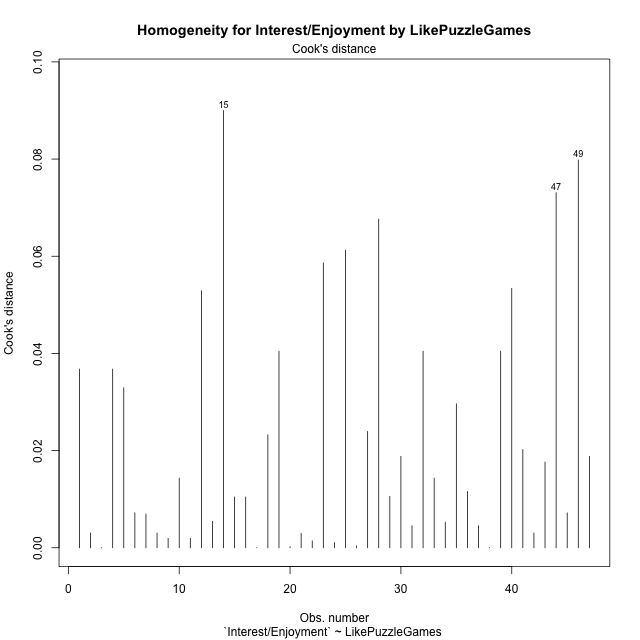 Homogeneity for Interest/Enjoyment by LikePuzzleGames
Cook's distance
Cook's distance
0.10
0.08
0.06
0.04
0.02
0.00
15
47
49
0
10
20
30
40
Obs. number
`Interest/Enjoyment` ~ LikePuzzleGames